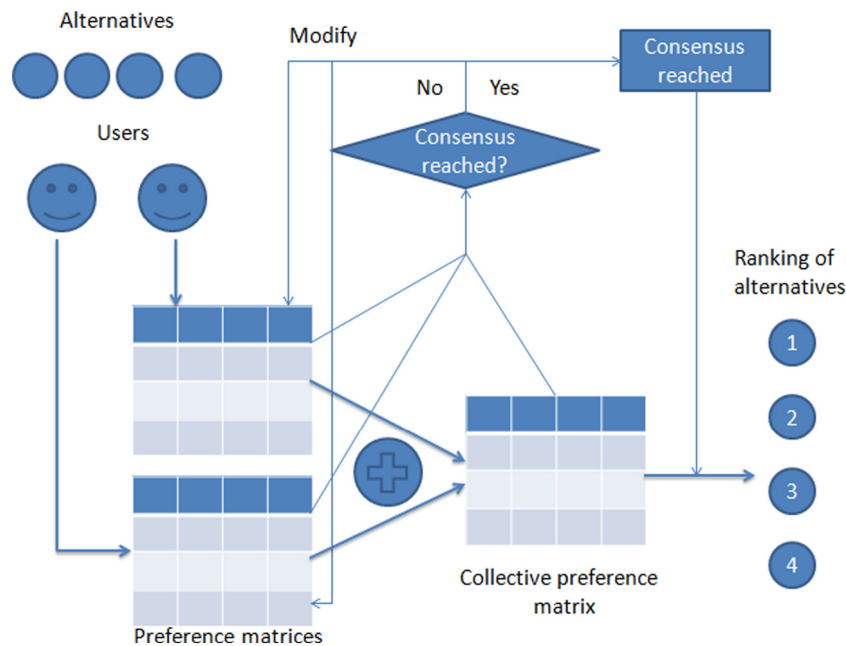 Alternatives
Modify
Consensus
reached
No
Yes
Users
Consensus
reached?
Ranking of
alternatives
1
2
3
4
Collective preference
matrix
Preference matrices